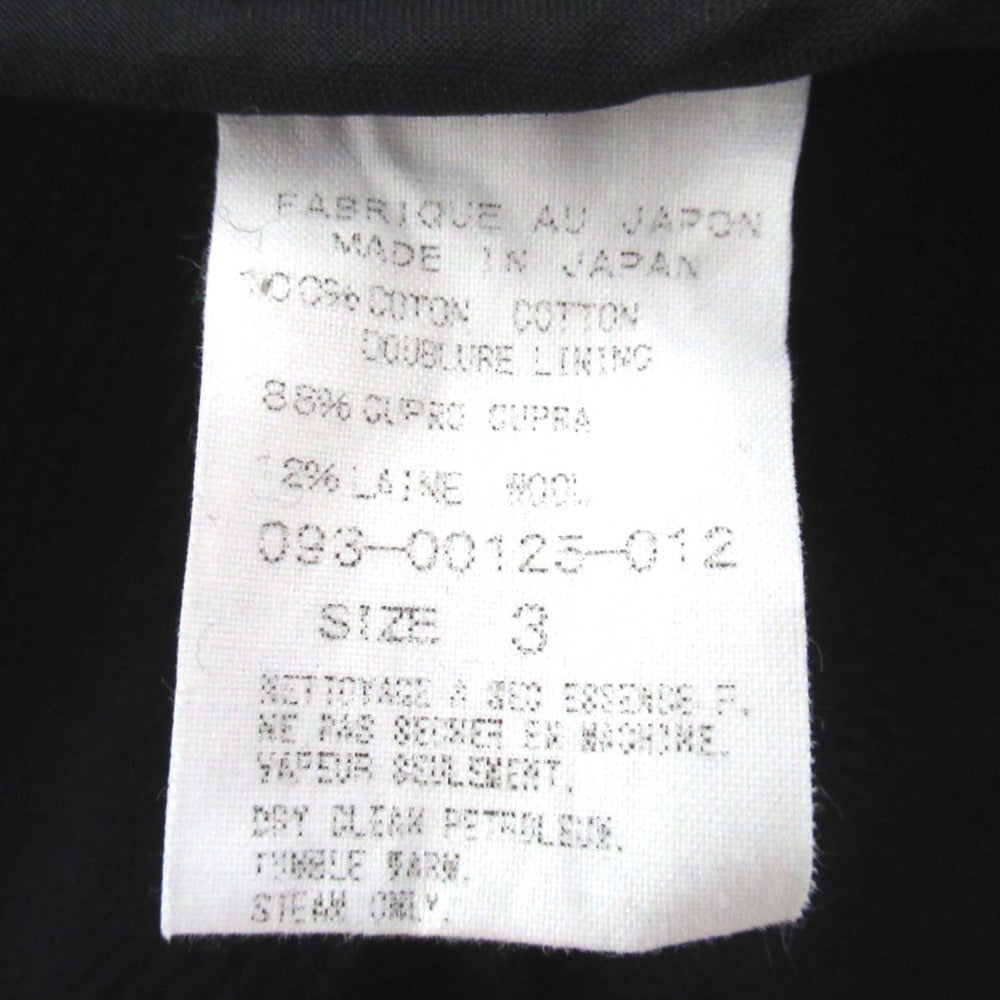 FABRIQUE AU JAPON
MADE IN JAPAN
100% COTON COTTON
DOUBLURE LINING
88% CUPRO CUPRA
12% LAINE WOOL
093-00125-012
SIZE 3
NETTOYAGE A SEC ESSENCE P.
NE PAS SECHER EN MACHINE.
VAPEUR SEULEMENT.
DRY CLEAN PETROLEUM.
TUMBLE WARM.
STEAM ONLY.